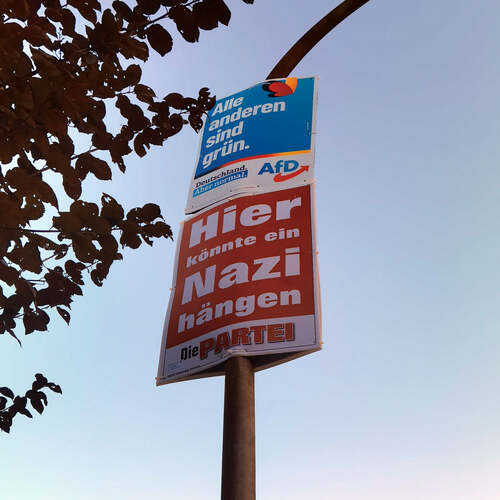 Alle
anderen
sind
grün.
Deutschland.
Aber normal.
AfD
Hier
könnte ein
Nazi
hängen
Die PARTEI